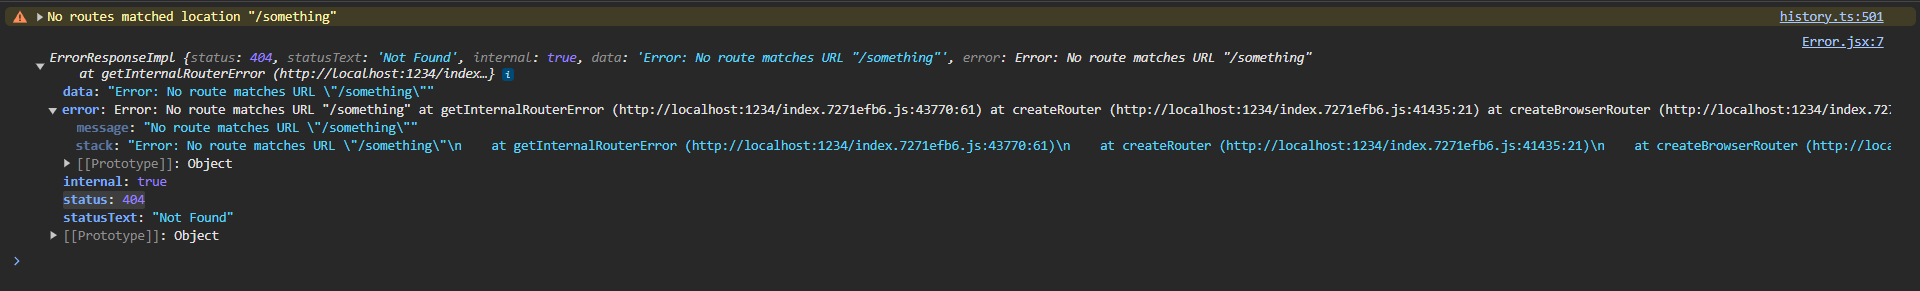 No routes matched location "/something" history.ts:501
Error.jsx:7
ErrorResponseImpl {status: 404, statusText: 'Not Found', internal: true, data: 'Error: No route matches URL "/something"', error: Error: No route matches URL "/something"
at getInternalRouterError (http://localhost:1234/index…} i
data: "Error: No route matches URL \"/something\""
error: Error: No route matches URL "/something" at getInternalRouterError (http://localhost:1234/index.7271efb6.js:43770:61) at createRouter (http://localhost:1234/index.7271efb6.js:41435:21) at createBrowserRouter (http://localhost:1234/index.727
message: "No route matches URL \"/something\""
stack: "Error: No route matches URL \"/something\"\n    at getInternalRouterError (http://localhost:1234/index.7271efb6.js:43770:61)\n    at createRouter (http://localhost:1234/index.7271efb6.js:41435:21)\n    at createBrowserRouter (http://loca
[[Prototype]]: Object
internal: true
status: 404
statusText: "Not Found"
[[Prototype]]: Object